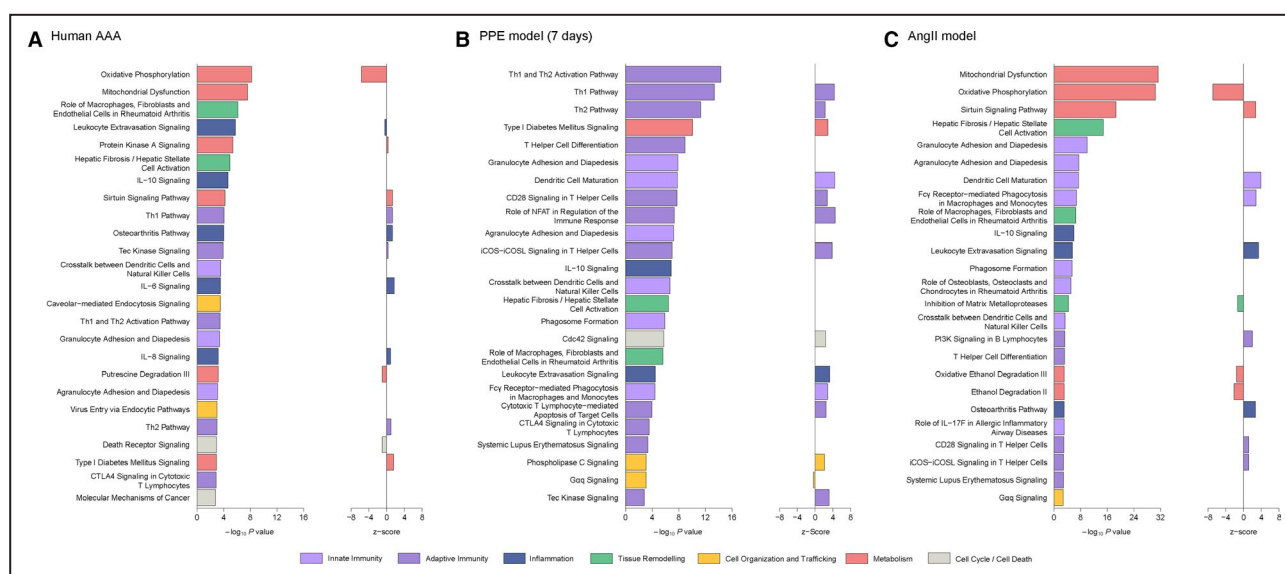 A Human AAA
Oxidative Phosphorylation
Mitochondrial Dysfunction
Role of Macrophages, Fibroblasts and
Endothelial Cells in Rheumatoid Arthritis
Leukocyte Extravasation Signaling
Protein Kinase A Signaling
Hepatic Fibrosis / Hepatic Stellate
Cell Activation
IL-10 Signaling
Sirtuin Signaling Pathway
Th1 Pathway
Osteoarthritis Pathway
Tec Kinase Signaling
Crosstalk between Dendritic Cells and
Natural Killer Cells
IL-6 Signaling
Caveolar-mediated Endocytosis Signaling
Th1 and Th2 Activation Pathway
Granulocyte Adhesion and Diapedesis
IL-8 Signaling
Putrescine Degradation III
Agranulocyte Adhesion and Diapedesis
Virus Entry via Endocytic Pathways
Th2 Pathway
Death Receptor Signaling
Type I Diabetes Mellitus Signaling
CTLA4 Signaling in Cytotoxic
T Lymphocytes
Molecular Mechanisms of Cancer
0 4 8 12 16
-log₁₀ P value
-8 -4 0 4 8
z-score
B PPE model (7 days)
Th1 and Th2 Activation Pathway
Th1 Pathway
Th2 Pathway
Type I Diabetes Mellitus Signaling
T Helper Cell Differentiation
Granulocyte Adhesion and Diapedesis
Dendritic Cell Maturation
CD28 Signaling in T Helper Cells
Role of NFAT in Regulation of the
Immune Response
Agranulocyte Adhesion and Diapedesis
iCOS-iCOSL Signaling in T Helper Cells
IL-10 Signaling
Crosstalk between Dendritic Cells and
Natural Killer Cells
Hepatic Fibrosis / Hepatic Stellate
Cell Activation
Phagosome Formation
Cdc42 Signaling
Role of Macrophages, Fibroblasts and
Endothelial Cells in Rheumatoid Arthritis
Leukocyte Extravasation Signaling
Fcγ Receptor-mediated Phagocytosis
in Macrophages and Monocytes
Cytotoxic T Lymphocyte-mediated
Apoptosis of Target Cells
CTLA4 Signaling in Cytotoxic
T Lymphocytes
Systemic Lupus Erythematosus Signaling
Phospholipase C Signaling
Gαq Signaling
Tec Kinase Signaling
0 4 8 12 16
-log₁₀ P value
-8 -4 0 4 8
z-Score
C AngII model
Mitochondrial Dysfunction
Oxidative Phosphorylation
Sirtuin Signaling Pathway
Hepatic Fibrosis / Hepatic Stellate
Cell Activation
Granulocyte Adhesion and Diapedesis
Agranulocyte Adhesion and Diapedesis
Dendritic Cell Maturation
Fcγ Receptor-mediated Phagocytosis
in Macrophages and Monocytes
Role of Macrophages, Fibroblasts and
Endothelial Cells in Rheumatoid Arthritis
IL-10 Signaling
Leukocyte Extravasation Signaling
Phagosome Formation
Role of Osteoblasts, Osteoclasts and
Chondrocytes in Rheumatoid Arthritis
Inhibition of Matrix Metalloproteases
Crosstalk between Dendritic Cells and
Natural Killer Cells
PI3K Signaling in B Lymphocytes
T Helper Cell Differentiation
Oxidative Ethanol Degradation III
Ethanol Degradation II
Osteoarthritis Pathway
Role of IL-17F in Allergic Inflammatory
Airway Diseases
CD28 Signaling in T Helper Cells
iCOS-iCOSL Signaling in T Helper Cells
Systemic Lupus Erythematosus Signaling
Gαq Signaling
0 8 16 24 32
-log₁₀ P value
-8 -4 0 4 8
z-score
Innate Immunity
Adaptive Immunity
Inflammation
Tissue Remodelling
Cell Organization and Trafficking
Metabolism
Cell Cycle / Cell Death